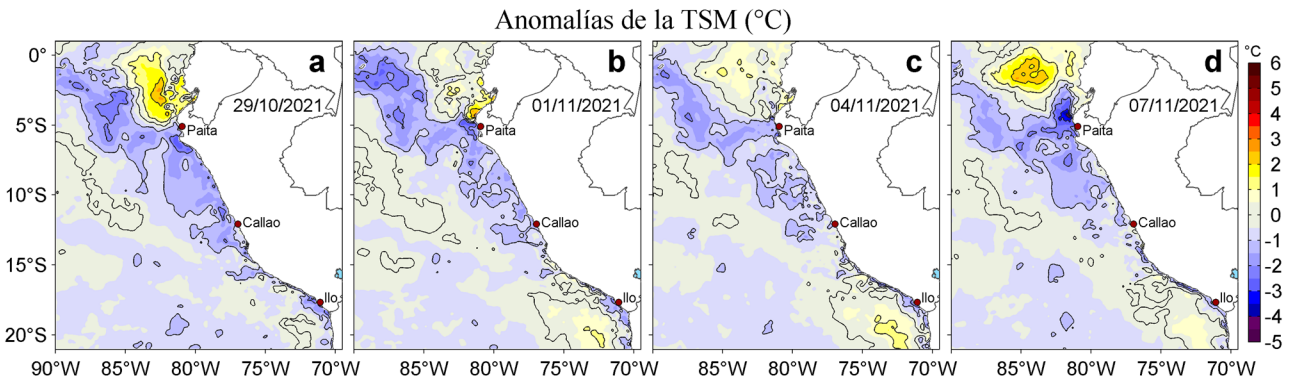 Anomalías de la TSM (°C)
a
29/10/2021
Paita
Callao
Ilo
b
01/11/2021
Paita
Callao
Ilo
c
04/11/2021
Paita
Callao
Ilo
d
07/11/2021
Paita
Callao
Ilo
0°
5°S
10°S
15°S
20°S
90°W 85°W 80°W 75°W 70°W
85°W 80°W 75°W 70°W
85°W 80°W 75°W 70°W
85°W 80°W 75°W 70°W
°C
6
5
4
3
2
1
0
-1
-2
-3
-4
-5